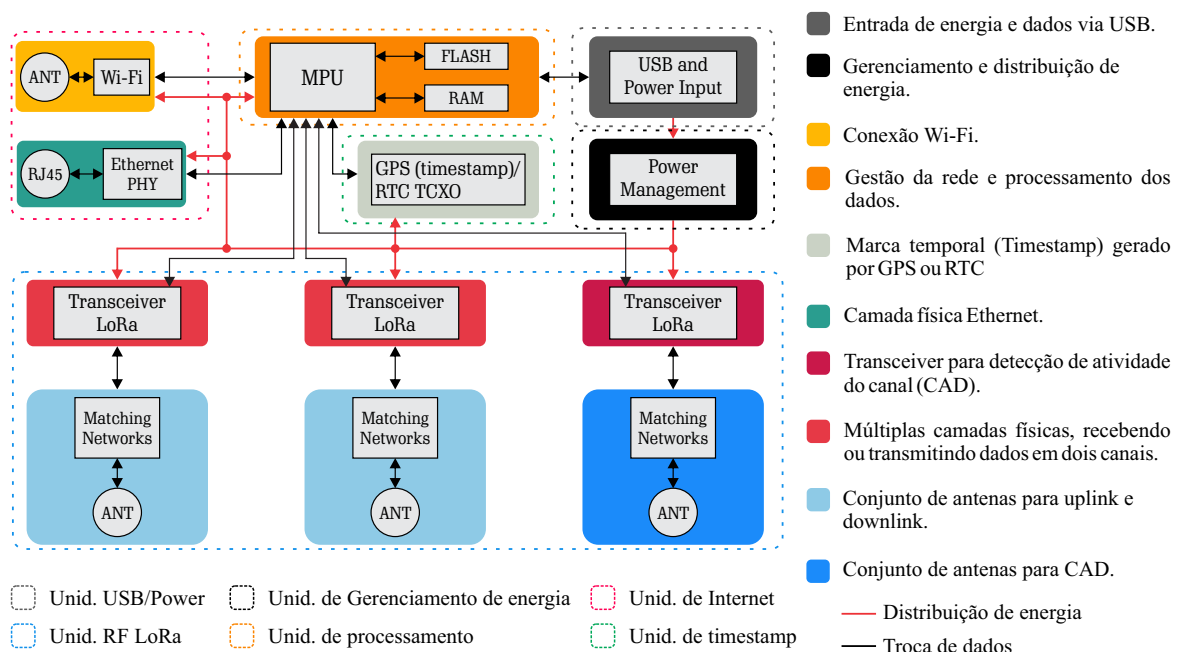 ANT
Wi-Fi
MPU
FLASH
RAM
USB and
Power Input
RJ45
Ethernet
PHY
GPS (timestamp)/
RTC TCXO
Power
Management
Transceiver
LoRa
Transceiver
LoRa
Transceiver
LoRa
Matching
Networks
Matching
Networks
Matching
Networks
ANT
ANT
ANT
Unid. USB/Power
Unid. de Gerenciamento de energia
Unid. de Internet
Unid. RF LoRa
Unid. de processamento
Unid. de timestamp
Entrada de energia e dados via USB.
Gerenciamento e distribuição de
energia.
Conexão Wi-Fi.
Gestão da rede e processamento dos
dados.
Marca temporal (Timestamp) gerado
por GPS ou RTC
Camada física Ethernet.
Transceiver para detecção de atividade
do canal (CAD).
Múltiplas camadas físicas, recebendo
ou transmitindo dados em dois canais.
Conjunto de antenas para uplink e
downlink.
Conjunto de antenas para CAD.
Distribuição de energia
Troca de dados